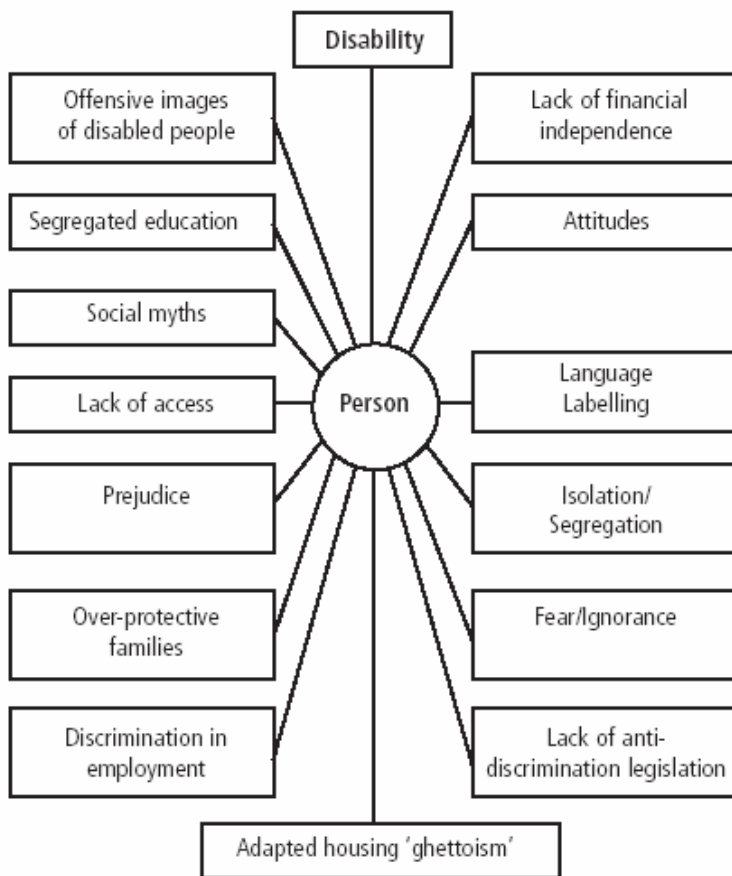 Disability
Offensive images
of disabled people
Lack of financial
independence
Segregated education
Attitudes
Social myths
Lack of access
Person
Language
Labelling
Prejudice
Isolation/
Segregation
Over-protective
families
Fear/Ignorance
Discrimination in
employment
Lack of anti-
discrimination legislation
Adapted housing ‘ghettoism’